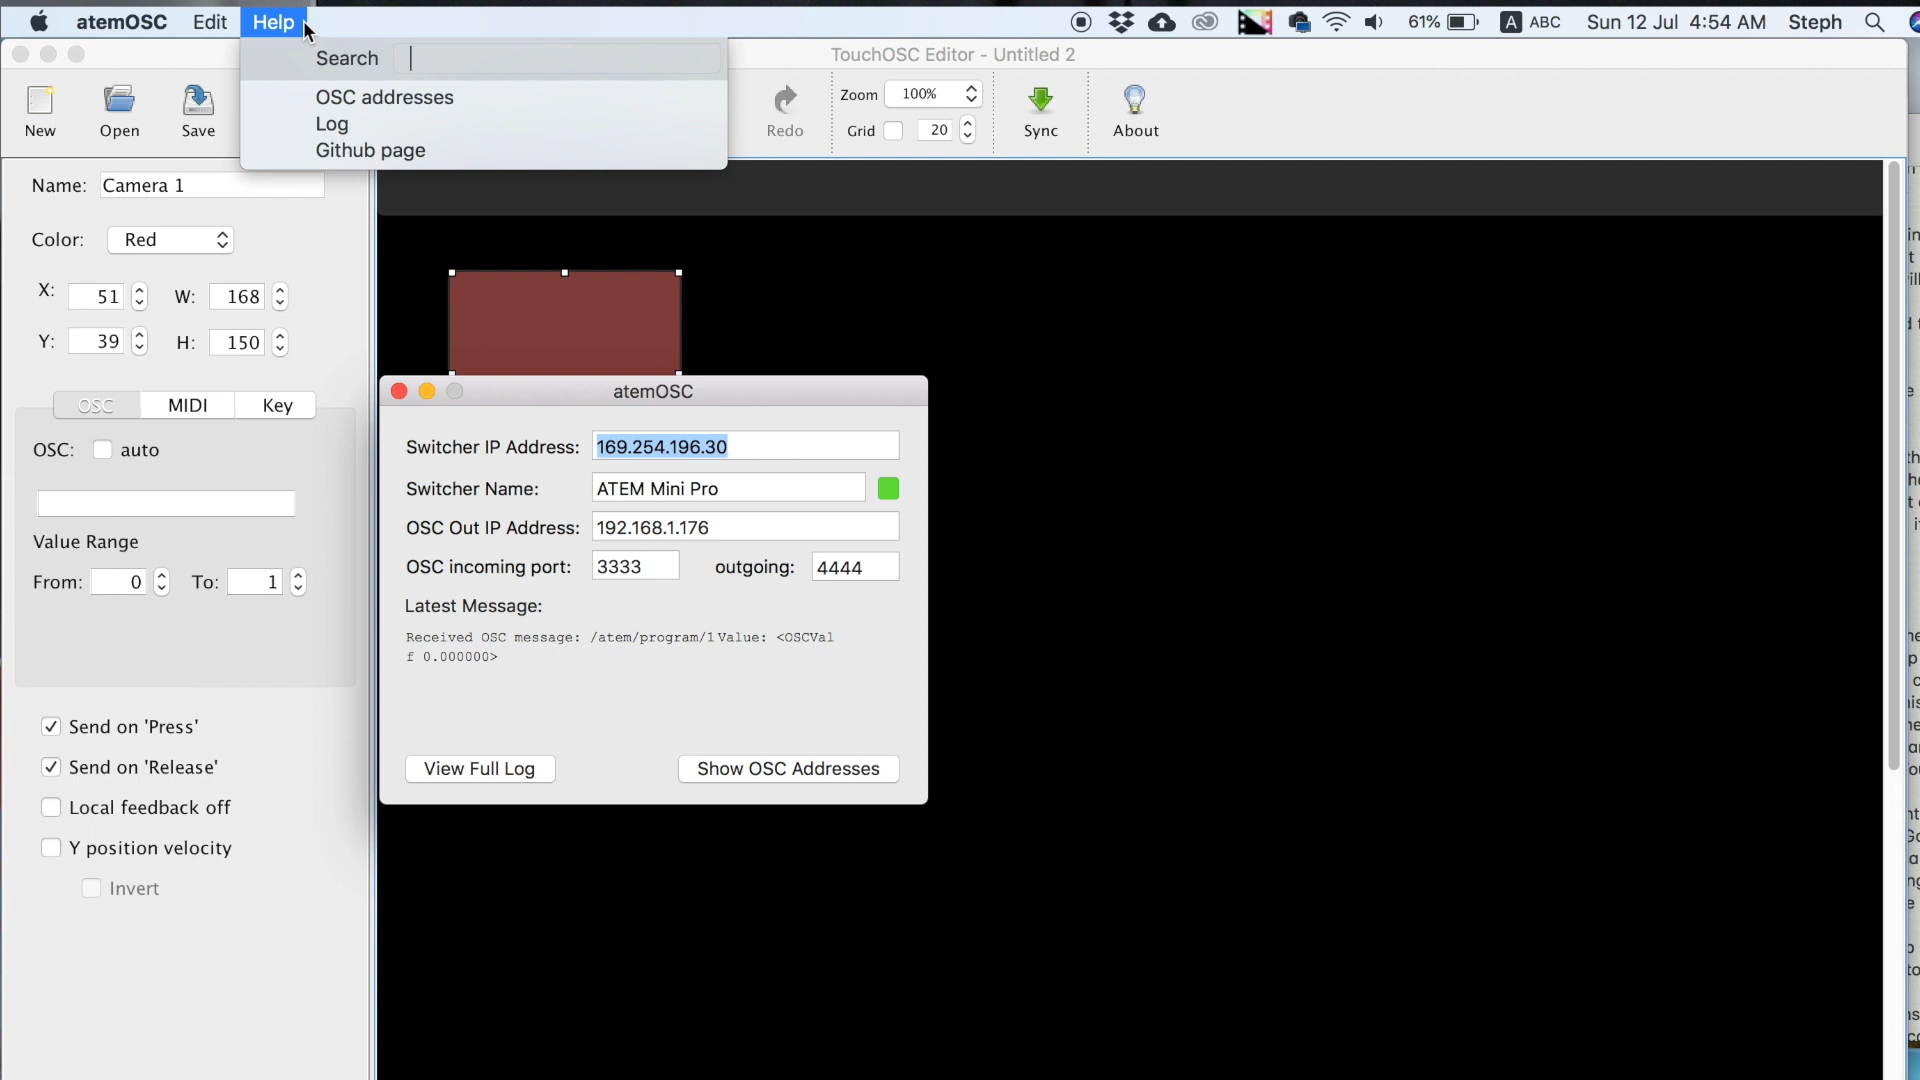 atemOSC Edit Help 61% A ABC Sun 12 Jul 4:54 AM Steph
TouchOSC Editor - Untitled 2
Search
OSC addresses
Log
Github page
New Open Save Redo Sync About
Zoom 100%
Grid 20
Name: Camera 1
Color: Red
X: 51 W: 168
Y: 39 H: 150
OSC MIDI Key
OSC: auto
Value Range
From: 0 To: 1
Send on 'Press'
Send on 'Release'
Local feedback off
Y position velocity
Invert
atemOSC
Switcher IP Address: 169.254.196.30
Switcher Name: ATEM Mini Pro
OSC Out IP Address: 192.168.1.176
OSC incoming port: 3333 outgoing: 4444
Latest Message:
Received OSC message: /atem/program/1 Value: <OSCVal
f 0.000000>
View Full Log Show OSC Addresses